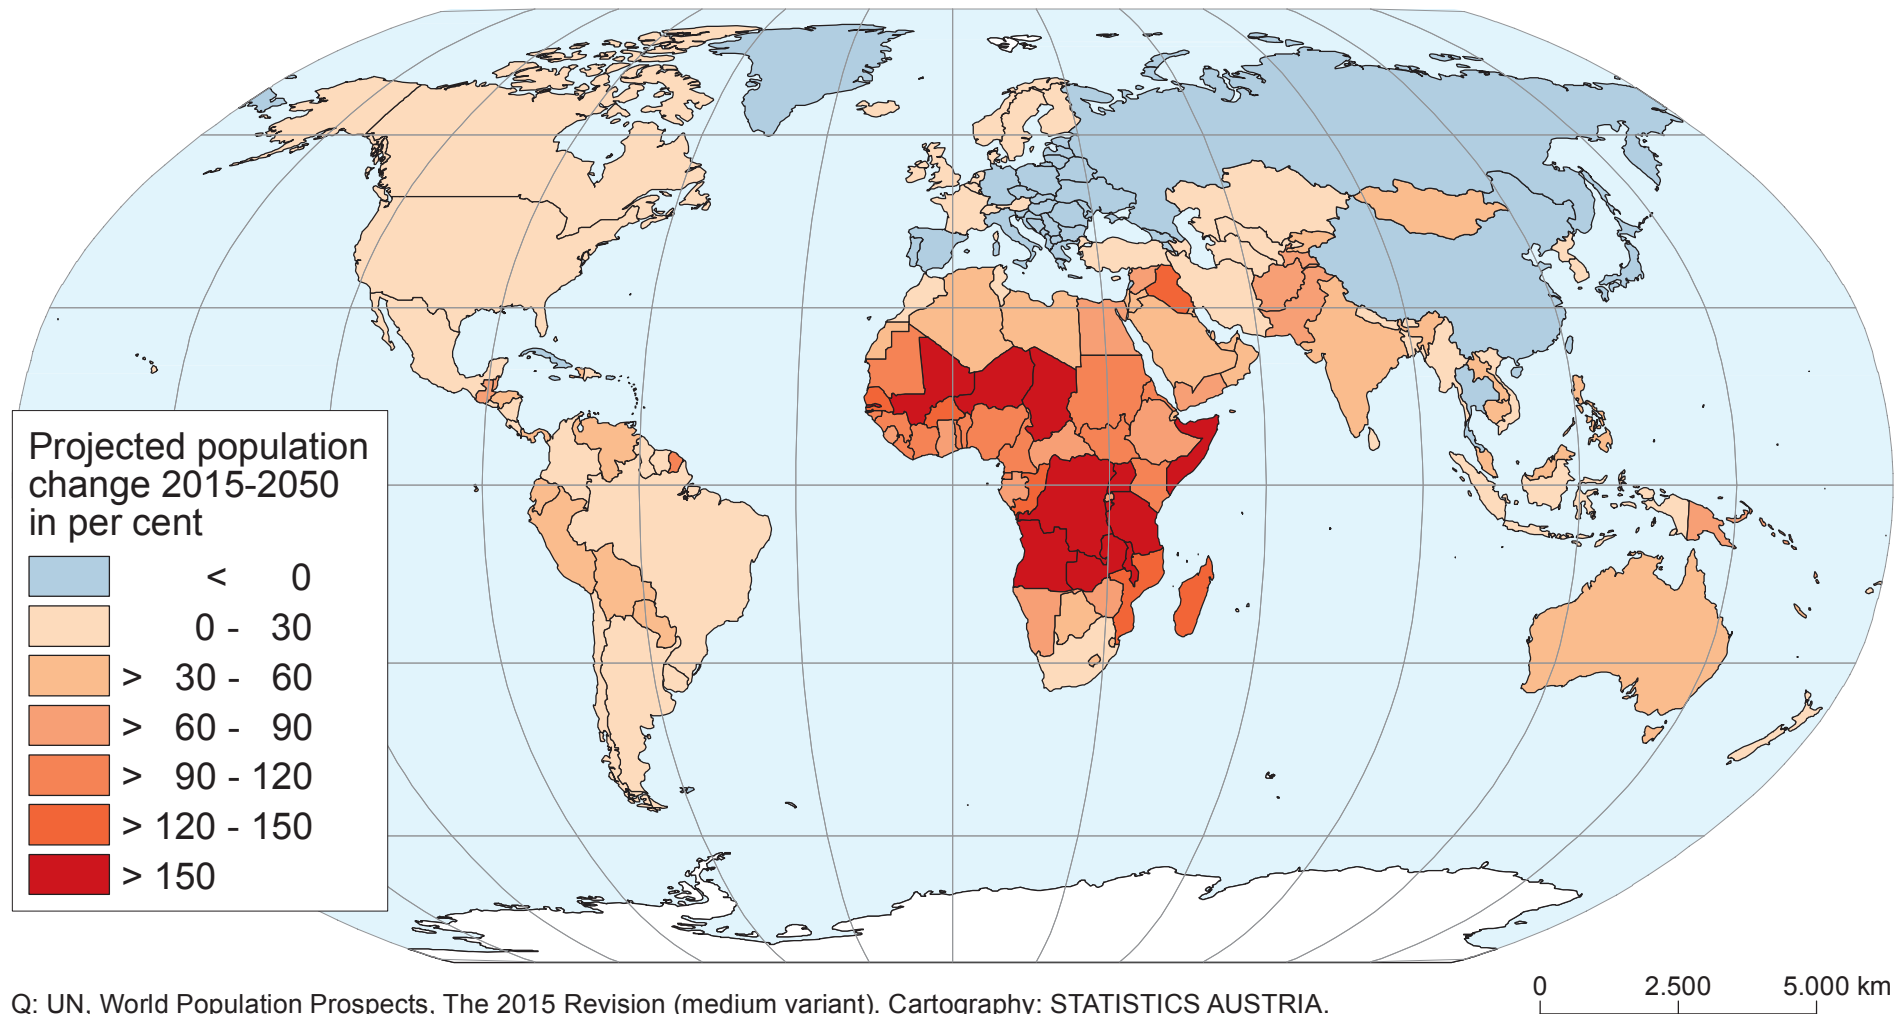 Projected population
change 2015-2050
in per cent
< 0
0 - 30
> 30 - 60
> 60 - 90
> 90 - 120
> 120 - 150
> 150
0 2.500 5.000 km
Q: UN, World Population Prospects, The 2015 Revision (medium variant). Cartography: STATISTICS AUSTRIA.